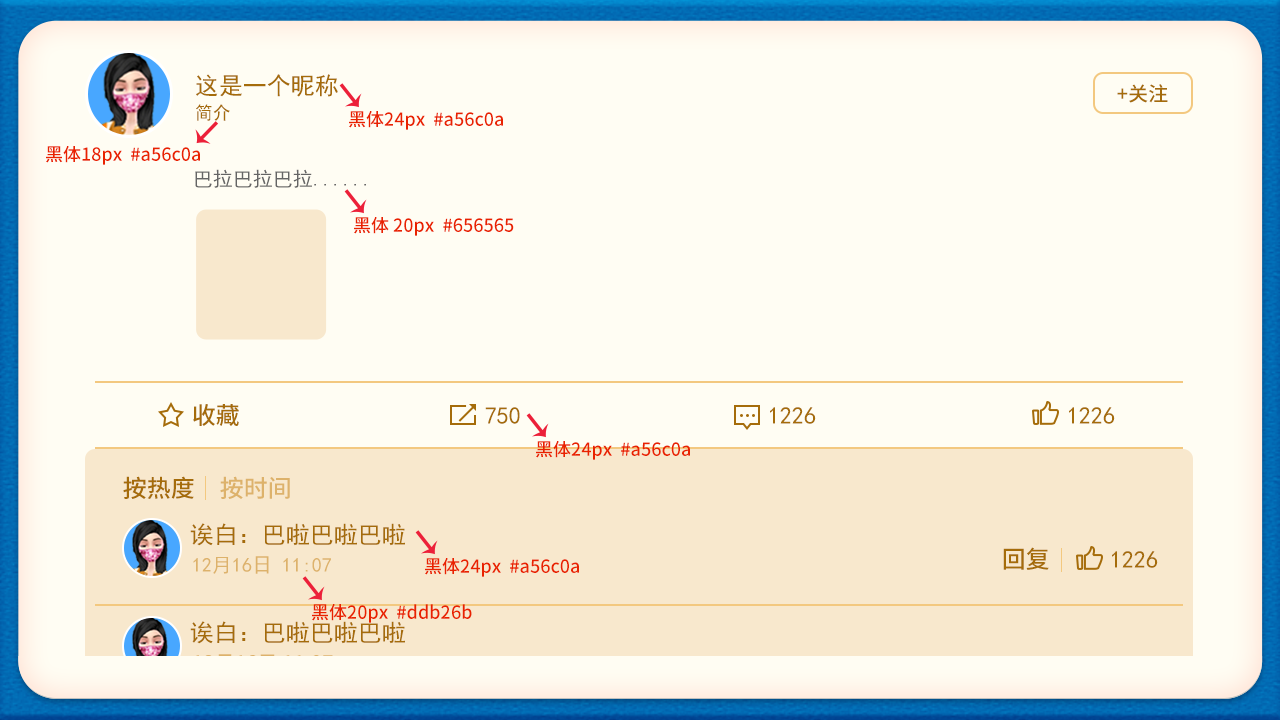 这是一个昵称
+关注
简介
黑体24px #a56c0a
黑体18px #a56c0a
巴拉巴拉巴拉......
黑体 20px #656565
收藏
750
1226
1226
黑体24px #a56c0a
按热度
按时间
诶白：巴啦巴啦巴啦
12月16日 11:07
黑体24px #a56c0a
回复
1226
黑体20px #ddb26b
诶白：巴啦巴啦巴啦